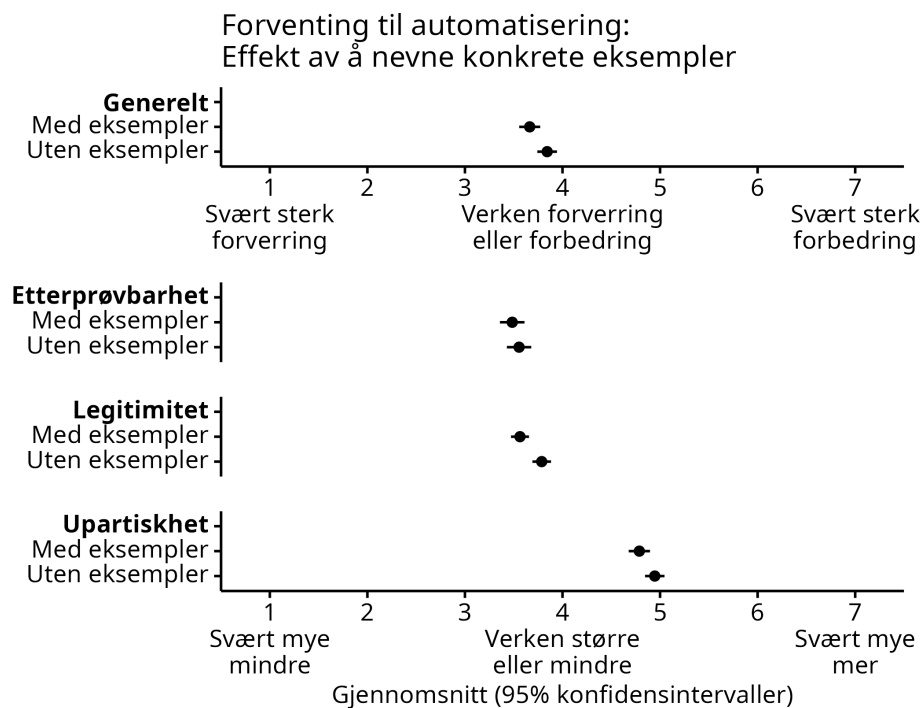 Forventing til automatisering:
Effekt av å nevne konkrete eksempler
Generelt
Med eksempler
Uten eksempler
1 2 3 4 5 6 7
Svært sterk Verken forverring Svært sterk
forverring eller forbedring forbedring
Etterprøvbarhet
Med eksempler
Uten eksempler
Legitimitet
Med eksempler
Uten eksempler
Upartiskhet
Med eksempler
Uten eksempler
1 2 3 4 5 6 7
Svært mye Verken større Svært mye
mindre eller mindre mer
Gjennomsnitt (95% konfidensintervaller)